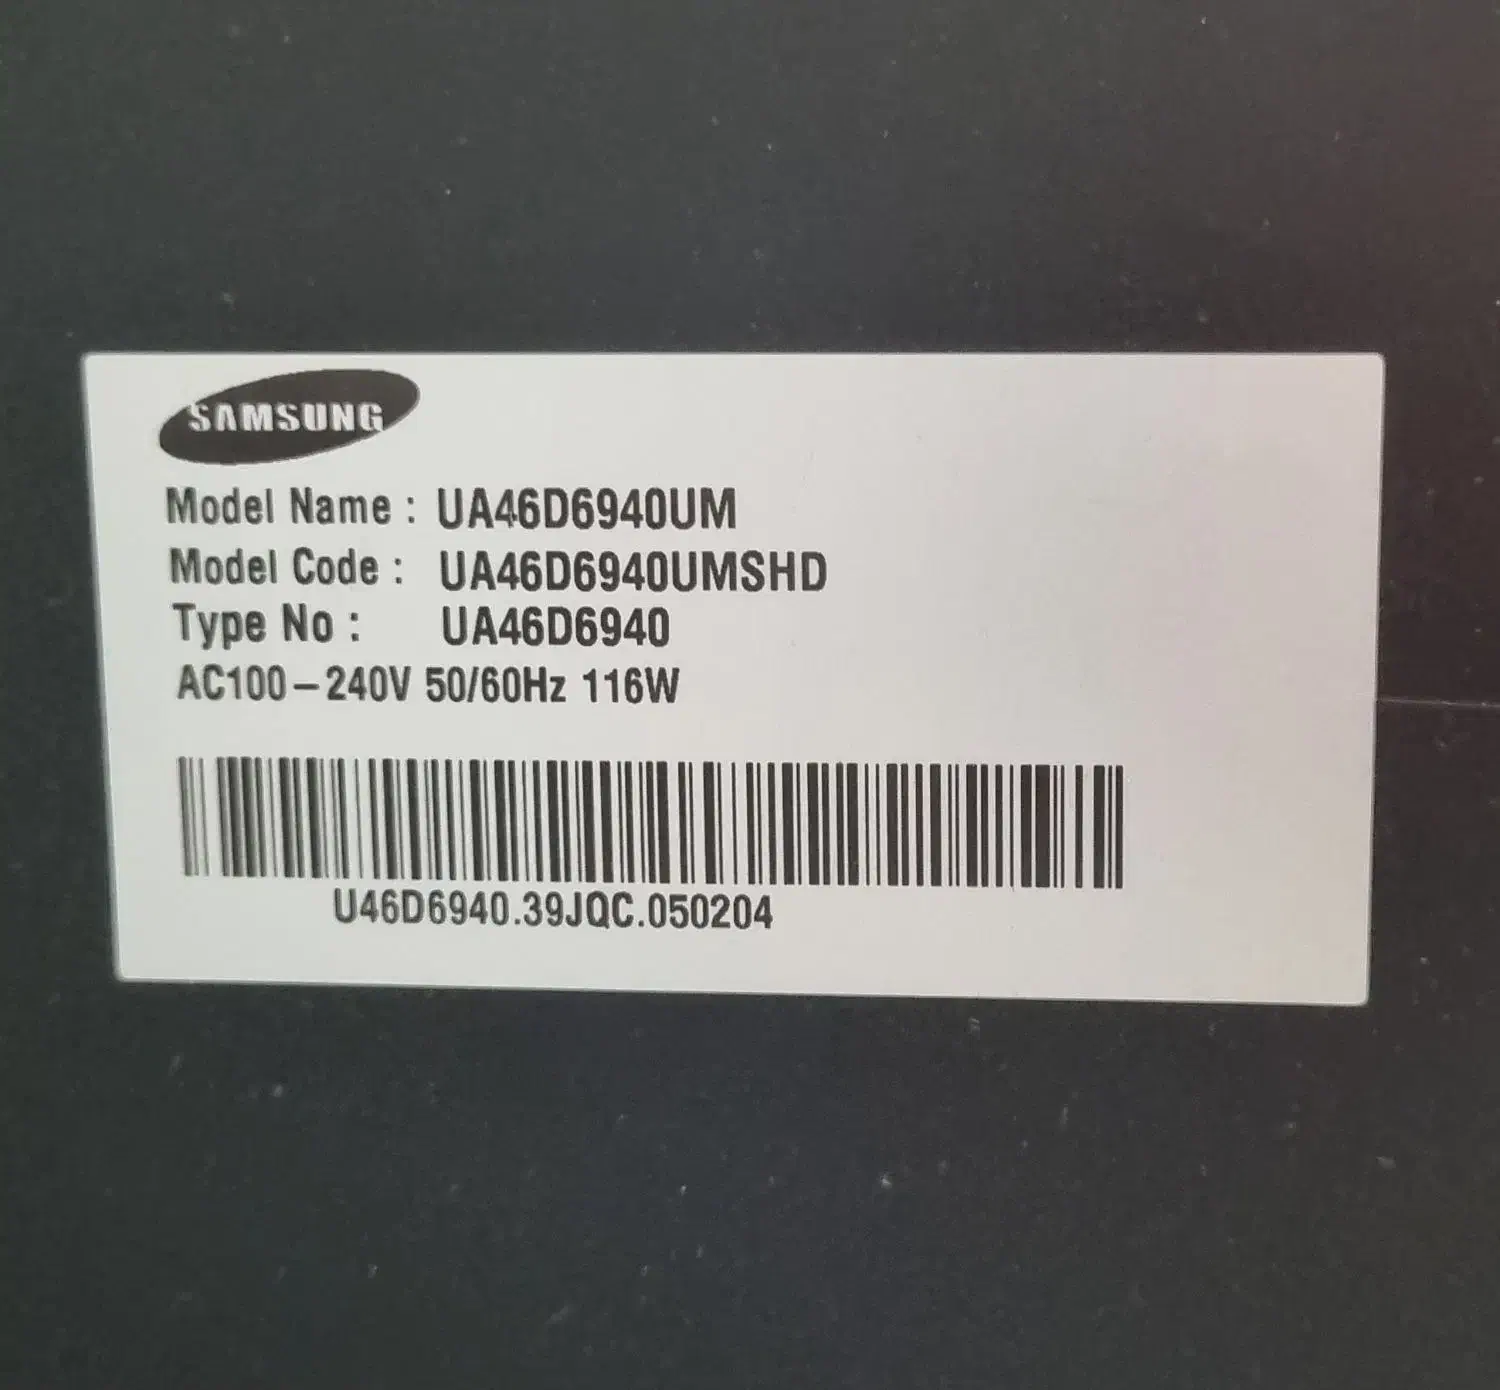 SAMSUNG
Model Name : UA46D6940UM
Model Code : UA46D6940UMSHD
Type No : UA46D6940
AC100-240V 50/60Hz 116W
U46D6940.39JQC.050204